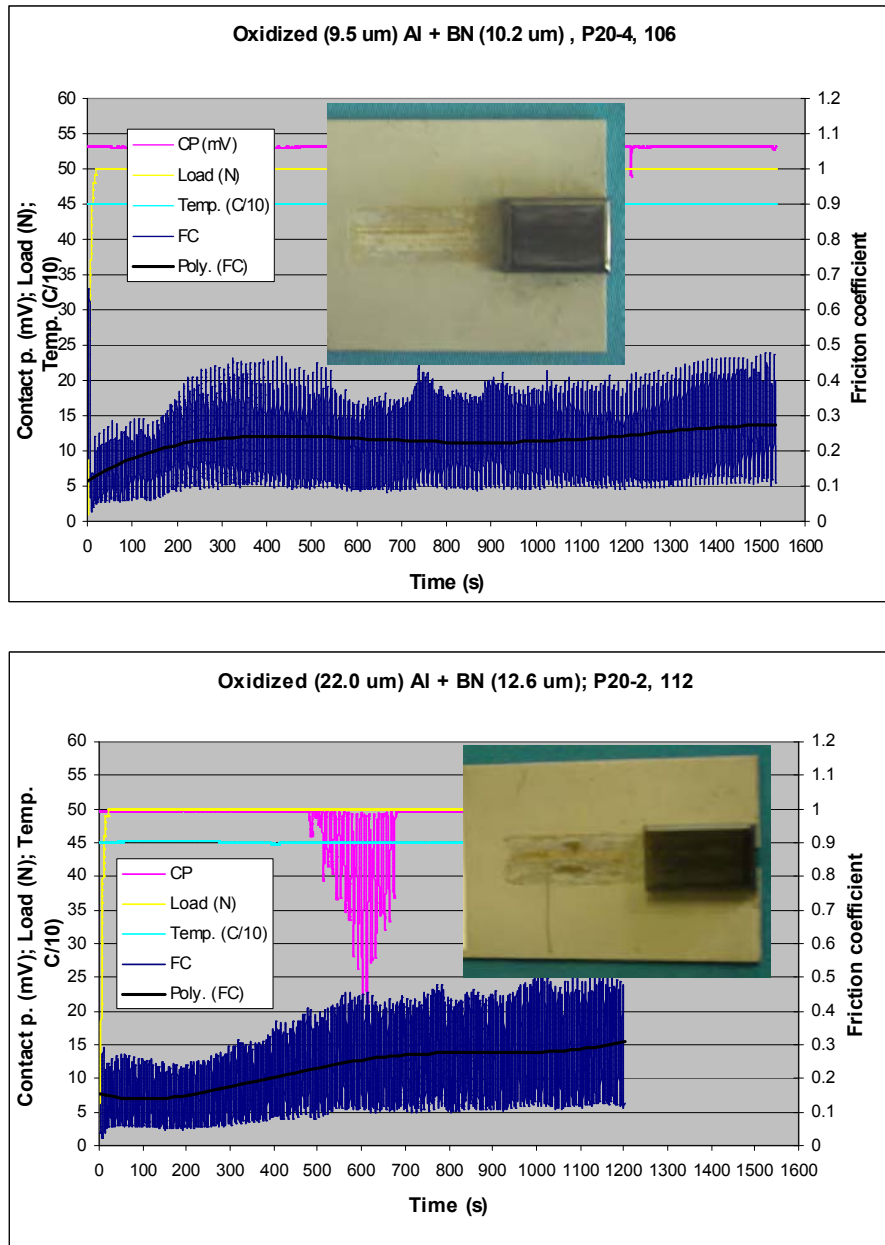 Oxidized (9.5 um) Al + BN (10.2 um) , P20-4, 106
60
55
50
45
40
35
30
25
20
15
10
5
0
Contact p. (mV); Load (N);
Temp. (C/10)
CP (mV)
Load (N)
Temp. (C/10)
FC
Poly. (FC)
1.2
1.1
1
0.9
0.8
0.7
0.6
0.5
0.4
0.3
0.2
0.1
0
Friciton coefficient
0 100 200 300 400 500 600 700 800 900 1000 1100 1200 1300 1400 1500 1600
Time (s)
Oxidized (22.0 um) Al + BN (12.6 um); P20-2, 112
60
55
50
45
40
35
30
25
20
15
10
5
0
Contact p. (mV); Load (N); Temp.
C/10)
CP
Load (N)
Temp. (C/10)
FC
Poly. (FC)
1.2
1.1
1
0.9
0.8
0.7
0.6
0.5
0.4
0.3
0.2
0.1
0
Friction coefficient
0 100 200 300 400 500 600 700 800 900 1000 1100 1200 1300 1400 1500 1600
Time (s)